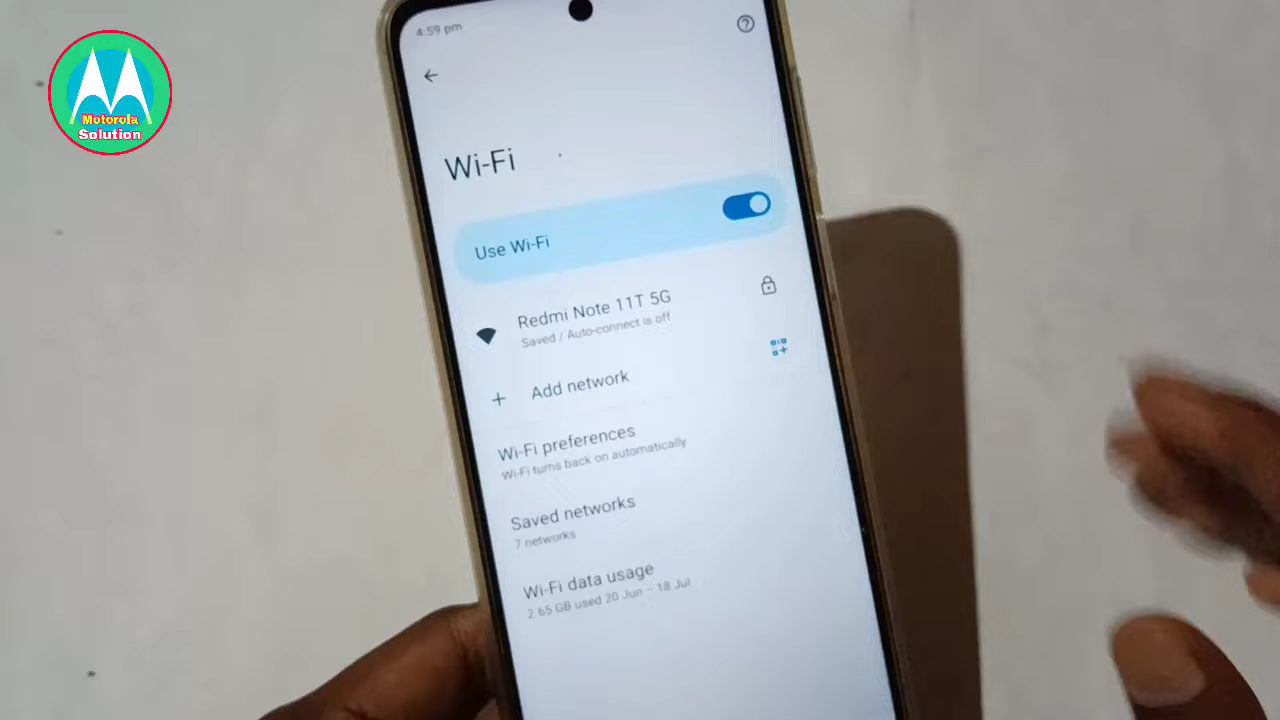 4:59 pm
Wi-Fi
Use Wi-Fi
Redmi Note 11T 5G
Saved / Auto-connect is off
Add network
Wi-Fi preferences
Wi-Fi turns back on automatically
Saved networks
7 networks
Wi-Fi data usage
2.65 GB used 20 Jun – 18 Jul
Motorola
Solution